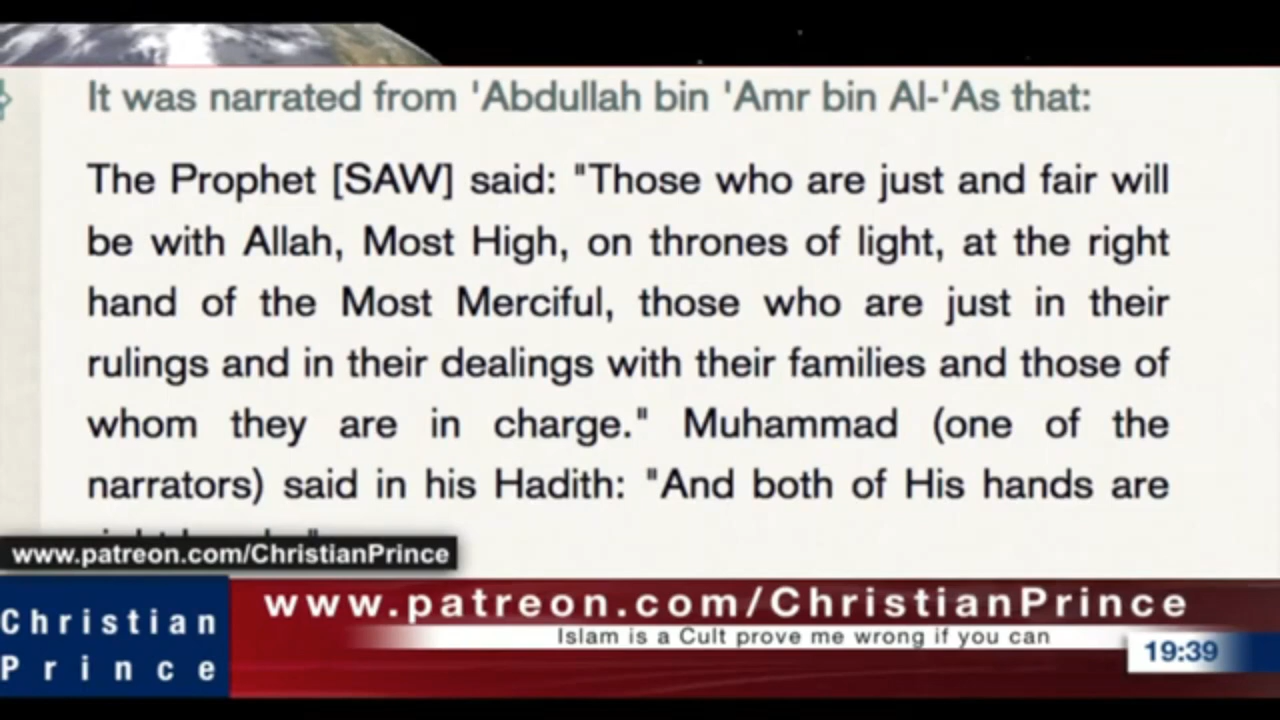 It was narrated from 'Abdullah bin 'Amr bin Al-'As that:
The Prophet [SAW] said: "Those who are just and fair will
be with Allah, Most High, on thrones of light, at the right
hand of the Most Merciful, those who are just in their
rulings and in their dealings with their families and those of
whom they are in charge." Muhammad (one of the
narrators) said in his Hadith: "And both of His hands are
www.patreon.com/ChristianPrince
www.patreon.com/ChristianPrince
Islam is a Cult prove me wrong if you can
Christian
Prince
19:39